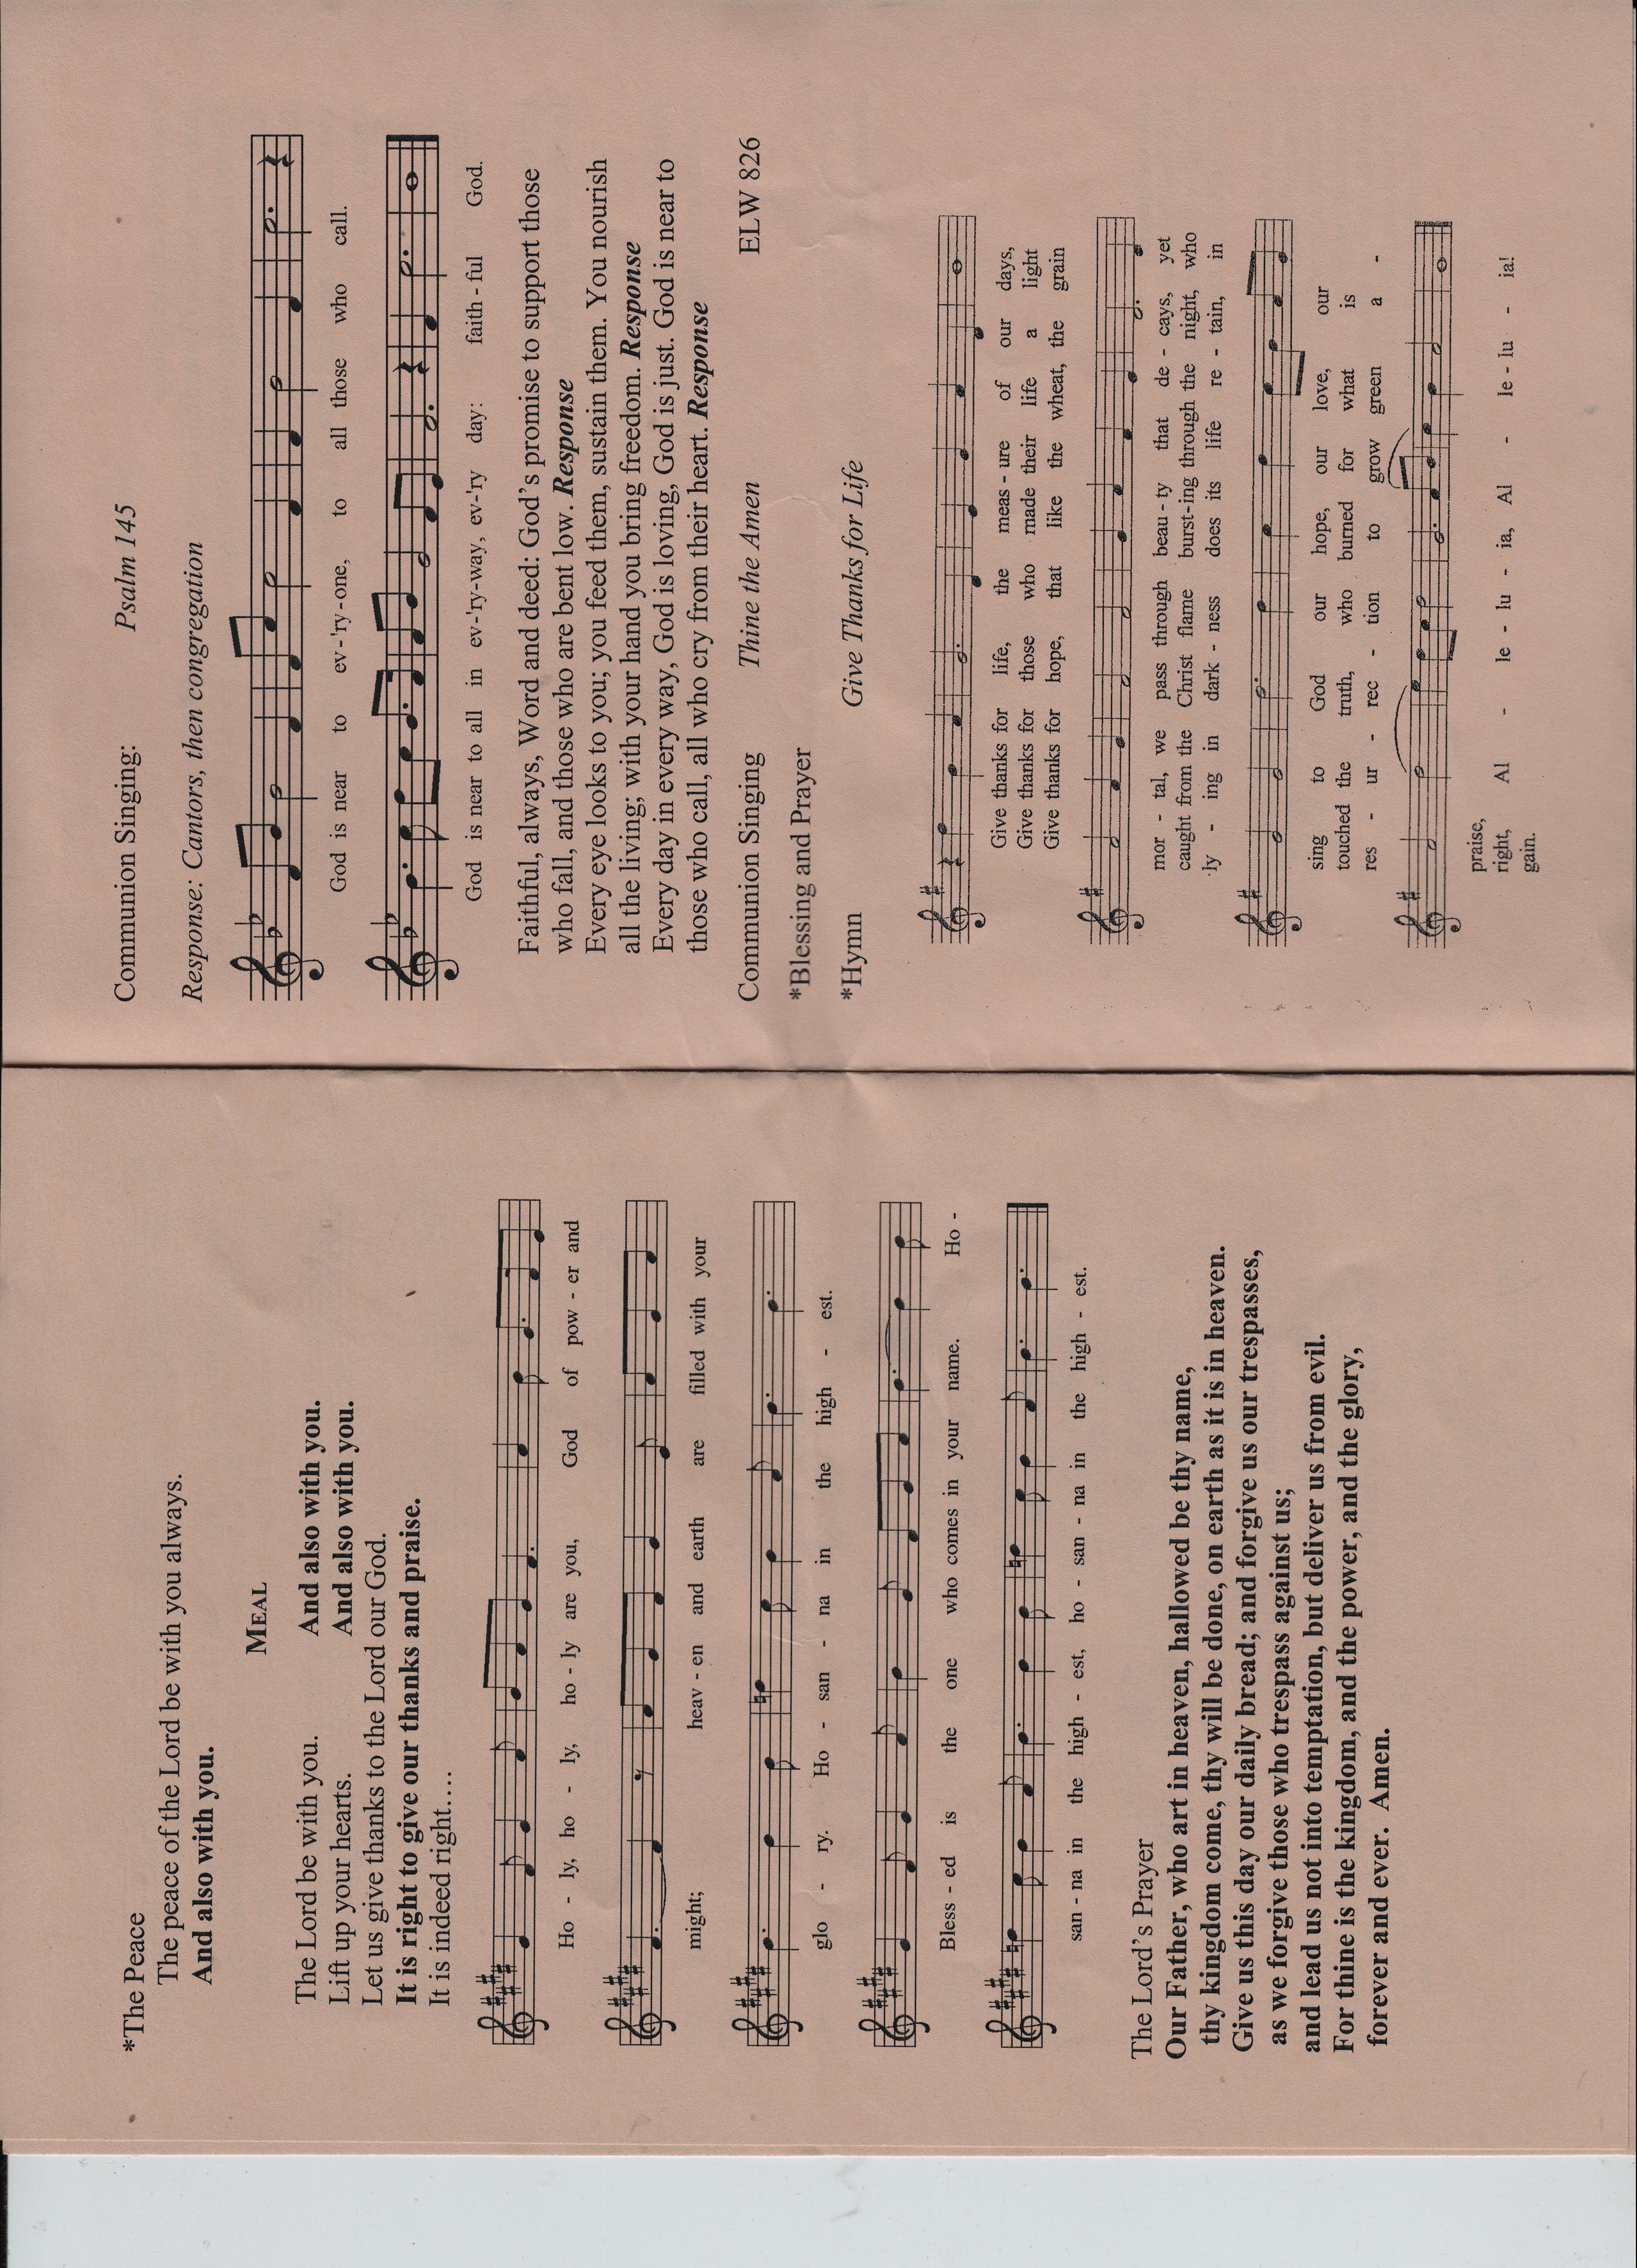 *The Peace
The peace of the Lord be with you always.
And also with you.
MEAL
The Lord be with you. And also with you.
Lift up your hearts. And also with you.
Let us give thanks to the Lord our God.
It is right to give our thanks and praise.
It is indeed right….
Ho - ly, ho - ly, ho - ly are you, God of pow - er and
might; heav - en and earth are filled with your
glo - ry. Ho - san - na in the high - est.
Bless - ed is the one who comes in your name. Ho -
san - na in the high - est, ho - san - na in the high - est.
The Lord's Prayer
Our Father, who art in heaven, hallowed be thy name,
thy kingdom come, thy will be done, on earth as it is in heaven.
Give us this day our daily bread; and forgive us our trespasses,
as we forgive those who trespass against us;
and lead us not into temptation, but deliver us from evil.
For thine is the kingdom, and the power, and the glory,
forever and ever. Amen.
Communion Singing: Psalm 145
Response: Cantors, then congregation
God is near to ev-'ry-one, to all those who call.
God is near to all in ev-'ry-way, ev-'ry day: faith - ful God.
Faithful, always, Word and deed: God's promise to support those
who fall, and those who are bent low. Response
Every eye looks to you; you feed them, sustain them. You nourish
all the living; with your hand you bring freedom. Response
Every day in every way, God is loving, God is just. God is near to
those who call, all who cry from their heart. Response
Communion Singing Thine the Amen ELW 826
*Blessing and Prayer
*Hymn Give Thanks for Life
Give thanks for life, the meas - ure of our days,
Give thanks for those who made their life a light
Give thanks for hope, that like the wheat, the grain
mor - tal, we pass through beau - ty that de - cays, yet
caught from the Christ flame burst-ing through the night, who
ly - ing in dark - ness does its life re - tain, in
sing to God our hope, our love, our
touched the truth, who burned for what is
res - ur - rec - tion to grow green a -
praise, Al - le - lu - ia, Al - le - lu - ia!
right,
gain.